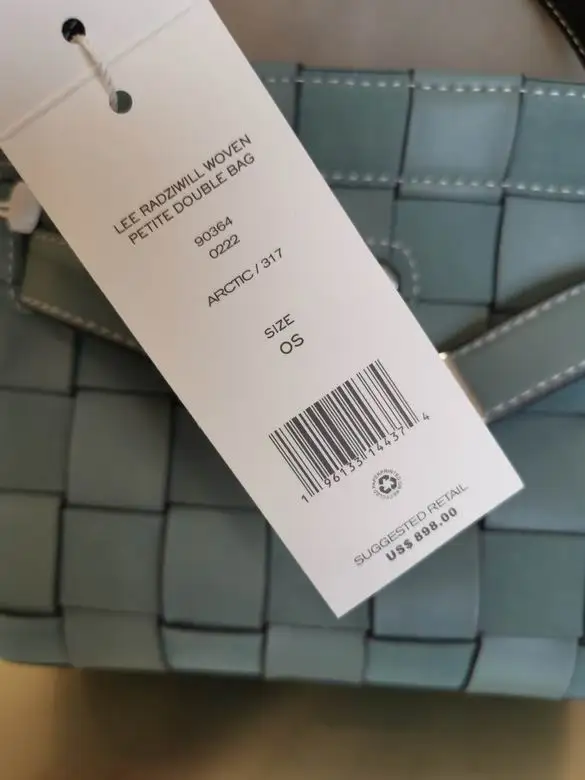 LEE RADZIWILL WOVEN
PETITE DOUBLE BAG
90364
0222
ARCTIC / 317
SIZE
OS
1 96133 14437 4
SUGGESTED RETAIL
US$ 898.00